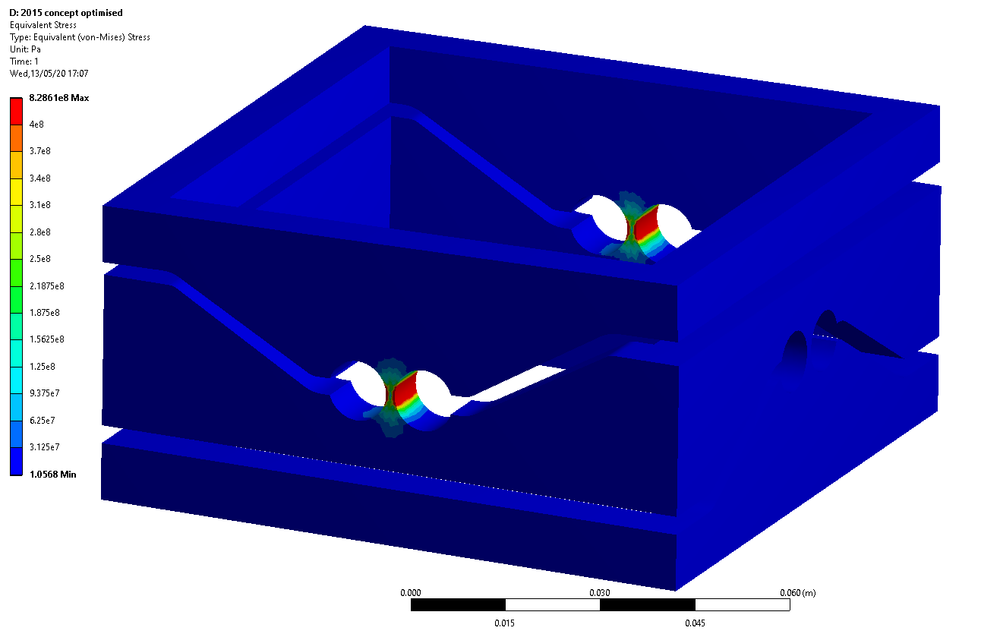 D: 2015 concept optimised
Equivalent Stress
Type: Equivalent (von-Mises) Stress
Unit: Pa
Time: 1
Wed,13/05/20 17:07
8.2861e8 Max
4e8
3.7e8
3.4e8
3.1e8
2.8e8
2.5e8
2.1875e8
1.875e8
1.5625e8
1.25e8
9.375e7
6.25e7
3.125e7
1.0568 Min
0.000 0.030 0.060 (m)
0.015 0.045